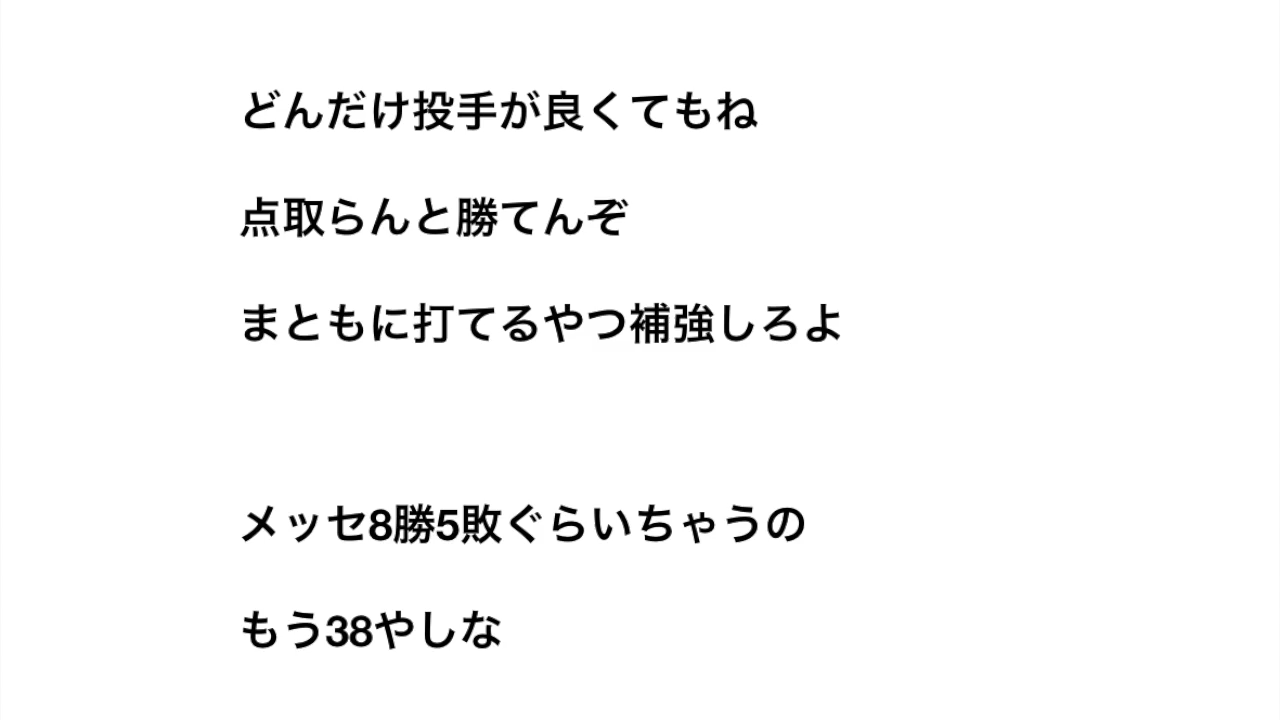 どんだけ投手が良くてもね
点取らんと勝てんぞ
まともに打てるやつ補強しろよ
メッセ8勝5敗ぐらいちゃうの
もう38やしな